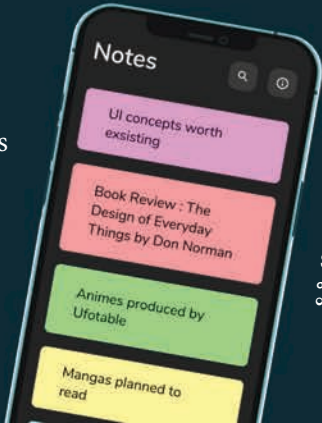 Notes
UI concepts worth
exsisting
Book Review : The
Design of Everyday
Things by Don Norman
Animes produced by
Ufotable
Mangas planned to
read